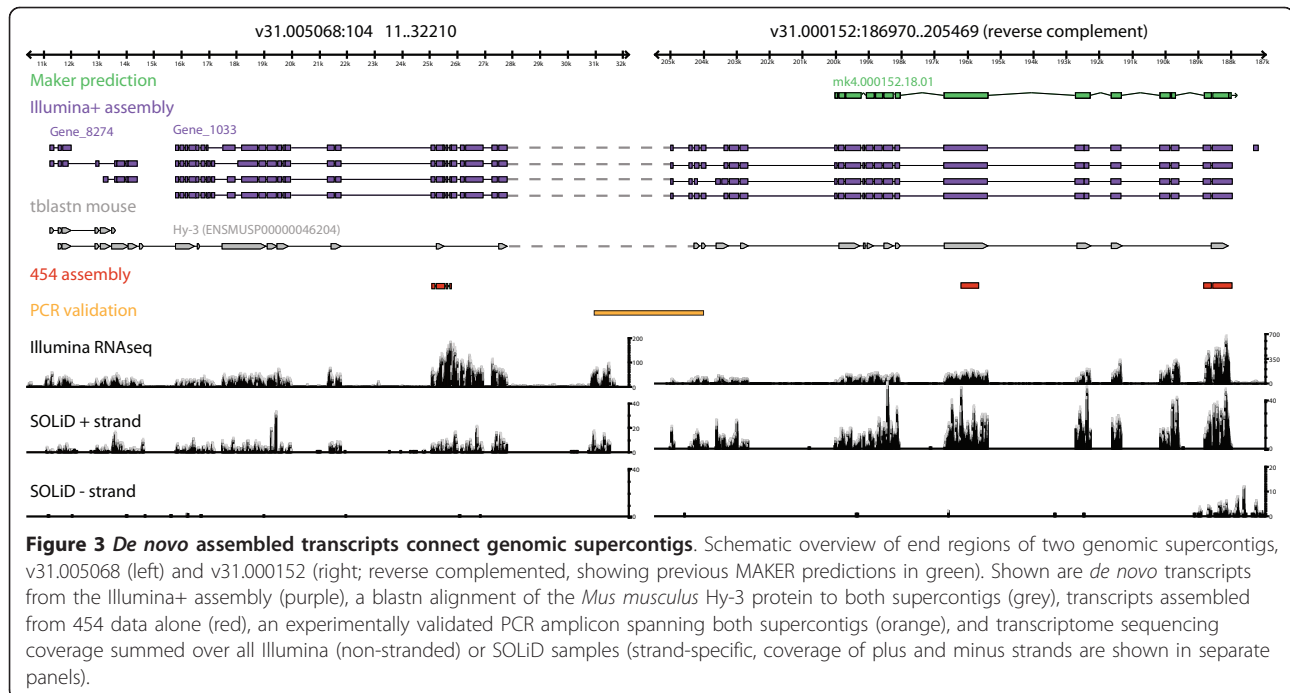 v31.005068:104 11..32210
v31.000152:186970..205469 (reverse complement)
11k 12k 13k 14k 15k 16k 17k 18k 19k 20k 21k 22k 23k 24k 25k 26k 27k 28k 29k 30k 31k 32k
205k 204k 203k 202k 201k 200k 199k 198k 197k 196k 195k 194k 193k 192k 191k 190k 189k 188k 187k
Maker prediction
mk4.000152.18.01
Illumina+ assembly
Gene_8274
Gene_1033
tblastn mouse
Hy-3 (ENSMUSP00000046204)
454 assembly
PCR validation
Illumina RNAseq
200
100
0
700
350
0
SOLiD + strand
40
20
0
40
20
0
SOLiD - strand
40
0
20
10
0
Figure 3 De novo assembled transcripts connect genomic supercontigs. Schematic overview of end regions of two genomic supercontigs,
v31.005068 (left) and v31.000152 (right; reverse complemented, showing previous MAKER predictions in green). Shown are de novo transcripts
from the Illumina+ assembly (purple), a blastn alignment of the Mus musculus Hy-3 protein to both supercontigs (grey), transcripts assembled
from 454 data alone (red), an experimentally validated PCR amplicon spanning both supercontigs (orange), and transcriptome sequencing
coverage summed over all Illumina (non-stranded) or SOLiD samples (strand-specific, coverage of plus and minus strands are shown in separate
panels).